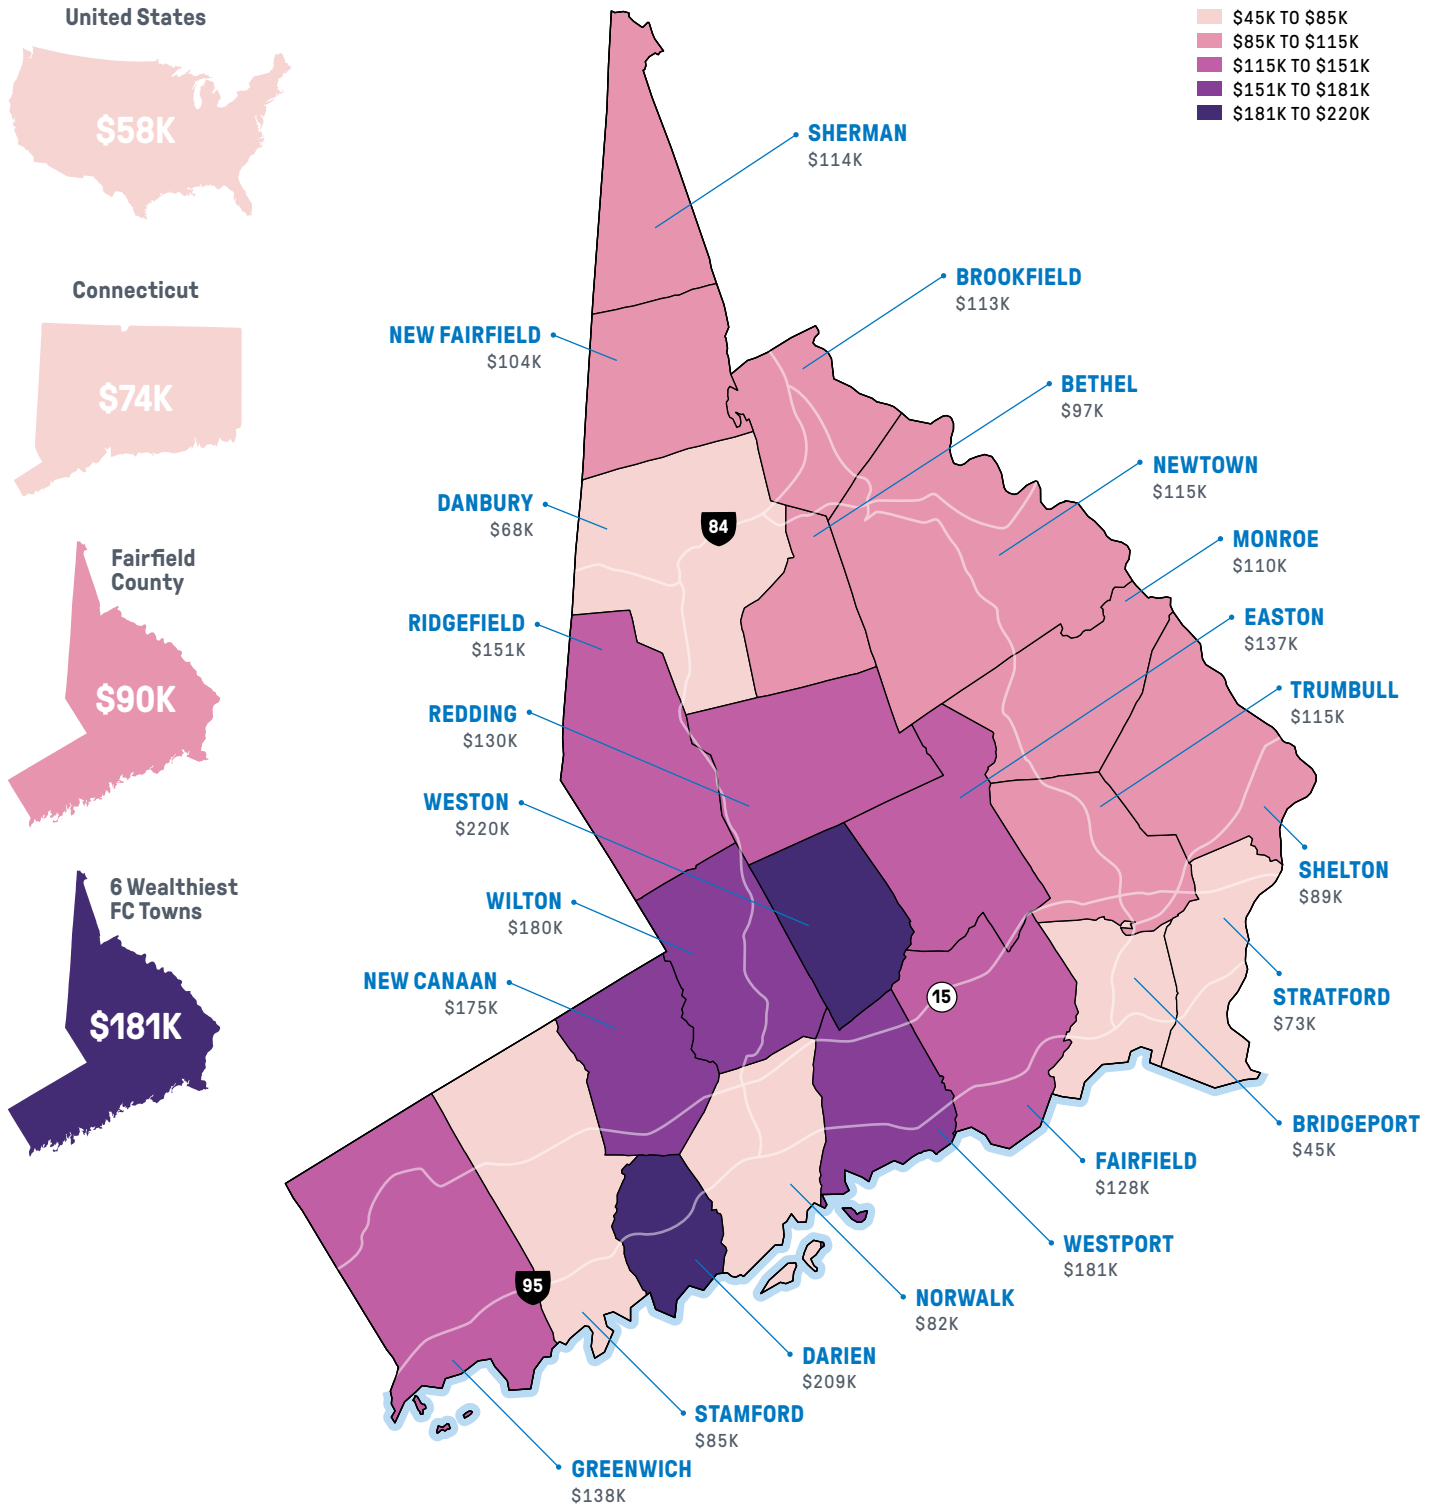 United States
$58K
Connecticut
$74K
Fairfield
County
$90K
6 Wealthiest
FC Towns
$181K
$45K TO $85K
$85K TO $115K
$115K TO $151K
$151K TO $181K
$181K TO $220K
SHERMAN
$114K
BROOKFIELD
$113K
NEW FAIRFIELD
$104K
BETHEL
$97K
NEWTOWN
$115K
DANBURY
$68K
84
MONROE
$110K
RIDGEFIELD
$151K
EASTON
$137K
TRUMBULL
$115K
REDDING
$130K
WESTON
$220K
SHELTON
$89K
WILTON
$180K
NEW CANAAN
$175K
15
STRATFORD
$73K
BRIDGEPORT
$45K
FAIRFIELD
$128K
WESTPORT
$181K
95
NORWALK
$82K
DARIEN
$209K
STAMFORD
$85K
GREENWICH
$138K